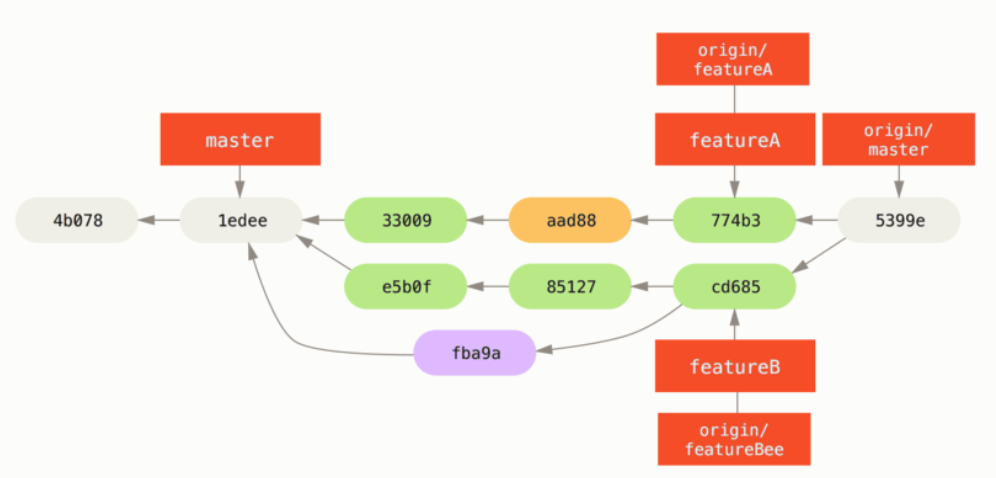 origin/
featureA
master
featureA
origin/
master
4b078
1edee
33009
aad88
774b3
5399e
e5b0f
85127
cd685
fba9a
featureB
origin/
featureBee